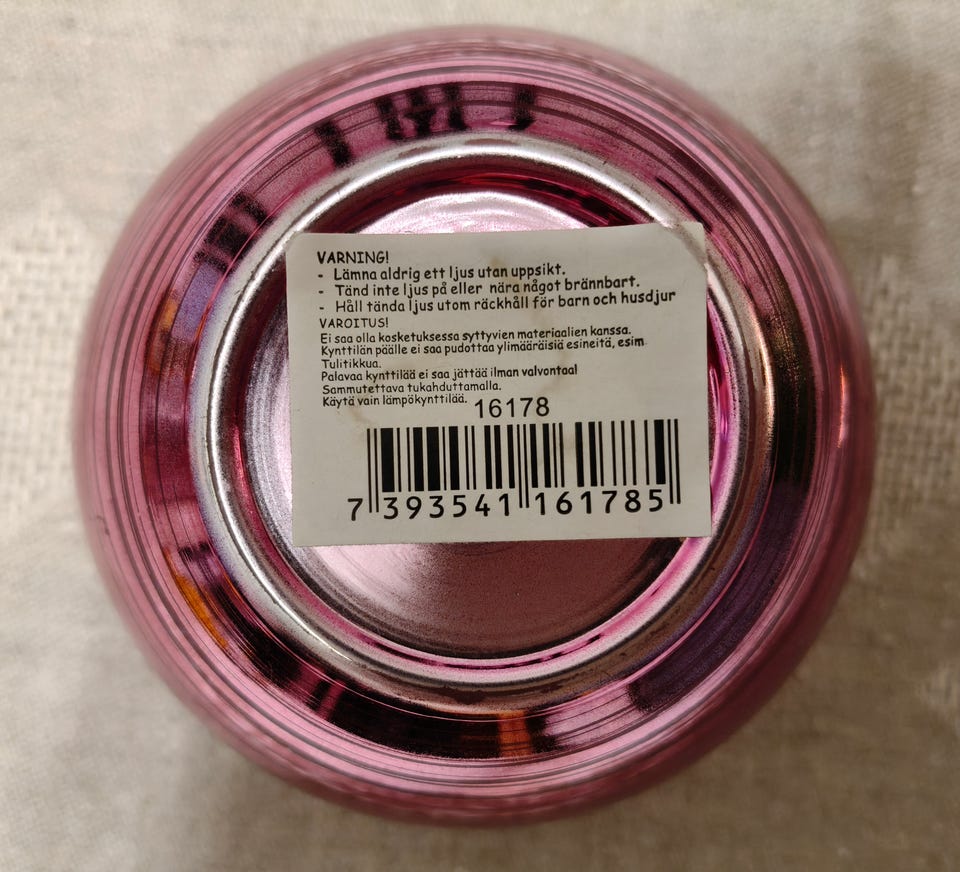 VARNING!
- Lämna aldrig ett ljus utan uppsikt.
- Tänd inte ljus på eller nära något brännbart.
- Håll tända ljus utom räckhåll för barn och husdjur
VAROITUS!
Ei saa olla kosketuksessa syttyvien materiaalien kanssa.
Kynttilän päälle ei saa pudottaa ylimääräisiä esineitä, esim
Tulitikkua.
Palavaa kynttilää ei saa jättää ilman valvontaa!
Sammutettava tukahduttamalla.
Käytä vain lämpökynttilää.
16178
7 393541 161785